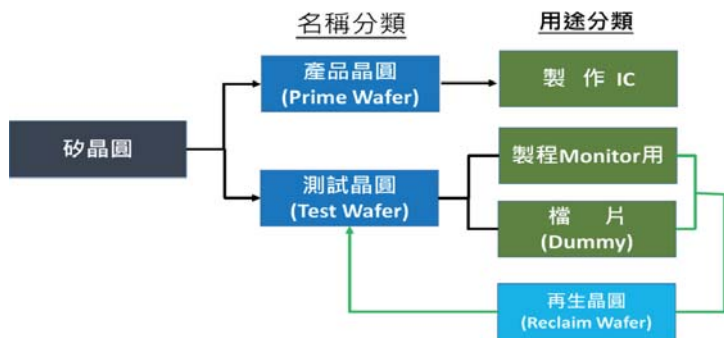 名稱分類
用途分類
產品晶圓
(Prime Wafer)
製 作 IC
矽晶圓
測試晶圓
(Test Wafer)
製程Monitor用
檔 片
(Dummy)
再生晶圓
(Reclaim Wafer)